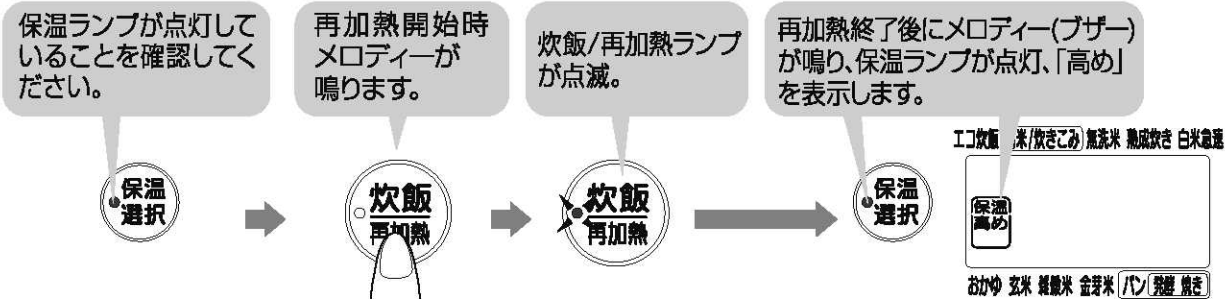 保温ランプが点灯して
いることを確認してく
ださい。
再加熱開始時
メロディーが
鳴ります。
炊飯/再加熱ランプ
が点滅。
再加熱終了後にメロディー(ブザー)
が鳴り、保温ランプが点灯、「高め」
を表示します。
保温
選択
炊飯
再加熱
炊飯
再加熱
保温
選択
エコ炊飯 米/炊きこみ 無洗米 熟成炊き 白米急速
保温
高め
おかゆ 玄米 雑穀米 金芽米 パン 発酵 焼き